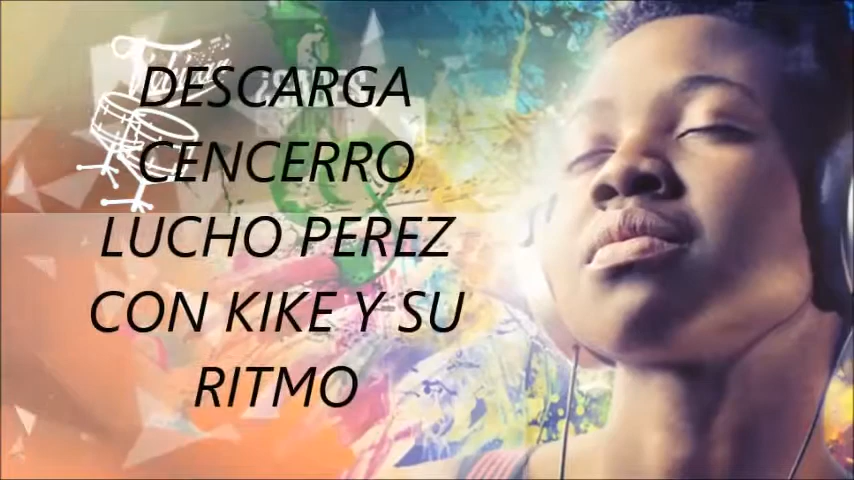 DESCARGA
CENCERRO
LUCHO PEREZ
CON KIKE Y SU
RITMO